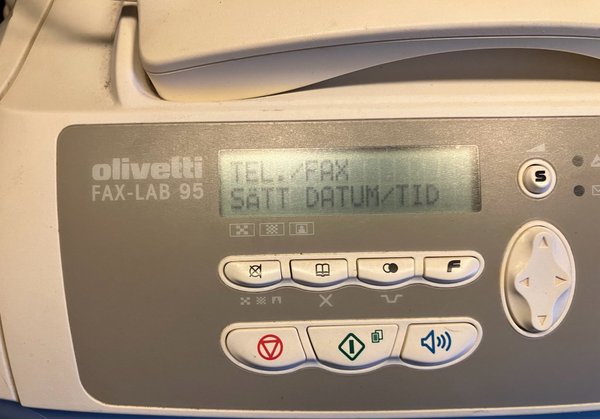 olivetti
FAX-LAB 95
TEL./FAX
SATT DATUM/TID
S
F